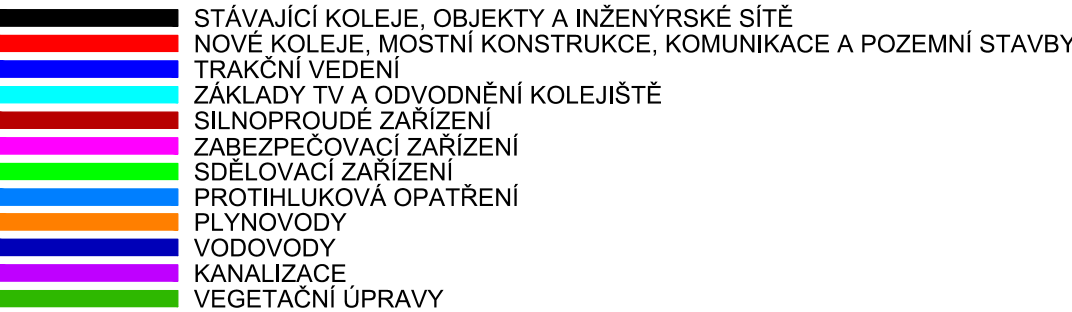 STÁVAJÍCÍ KOLEJE, OBJEKTY A INŽENÝRSKÉ SÍTĚ
NOVÉ KOLEJE, MOSTNÍ KONSTRUKCE, KOMUNIKACE A POZEMNÍ STAVBY
TRAKČNÍ VEDENÍ
ZÁKLADY TV A ODVODNĚNÍ KOLEJIŠTĚ
SILNOPROUDÉ ZAŘÍZENÍ
ZABEZPEČOVACÍ ZAŘÍZENÍ
SDĚLOVACÍ ZAŘÍZENÍ
PROTIHLUKOVÁ OPATŘENÍ
PLYNOVODY
VODOVODY
KANALIZACE
VEGETAČNÍ ÚPRAVY